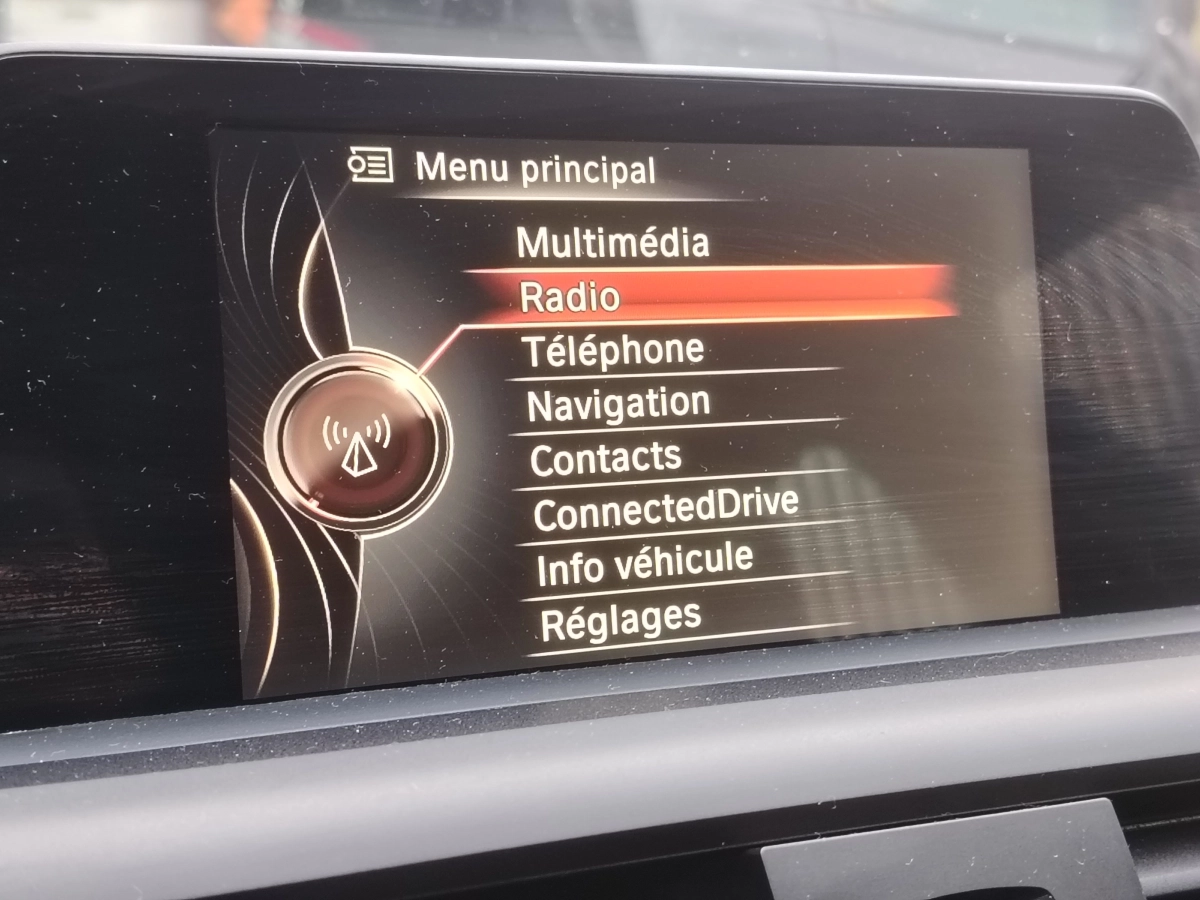 Menu principal
Multimédia
Radio
Téléphone
Navigation
Contacts
ConnectedDrive
Info véhicule
Réglages